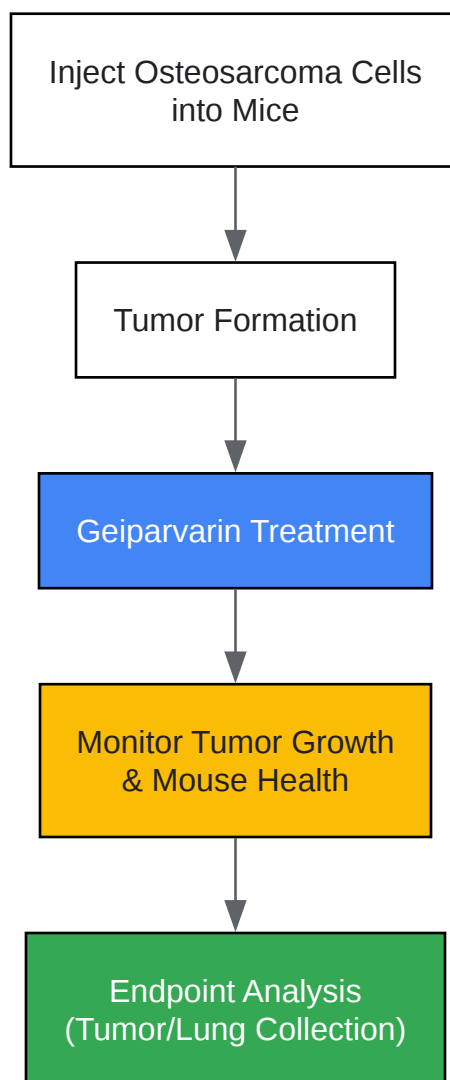 Inject Osteosarcoma Cells
into Mice
Tumor Formation
Geiparvarin Treatment
Monitor Tumor Growth
& Mouse Health
Endpoint Analysis
(Tumor/Lung Collection)